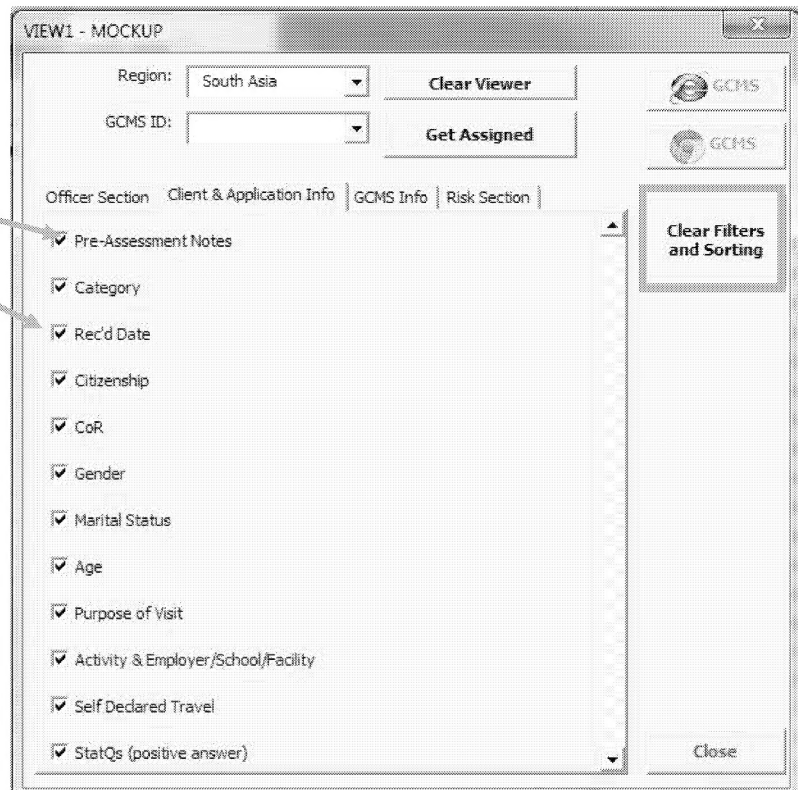 VIEW1 - MOCKUP
Region: South Asia Clear Viewer GCMS
GCMS ID: Get Assigned GCMS
Officer Section Client & Application Info GCMS Info Risk Section
Clear Filters
and Sorting
Pre-Assessment Notes
Category
Rec'd Date
Citizenship
CoR
Gender
Marital Status
Age
Purpose of Visit
Activity & Employer/School/Facility
Self Declared Travel
StatQs (positive answer)
Close